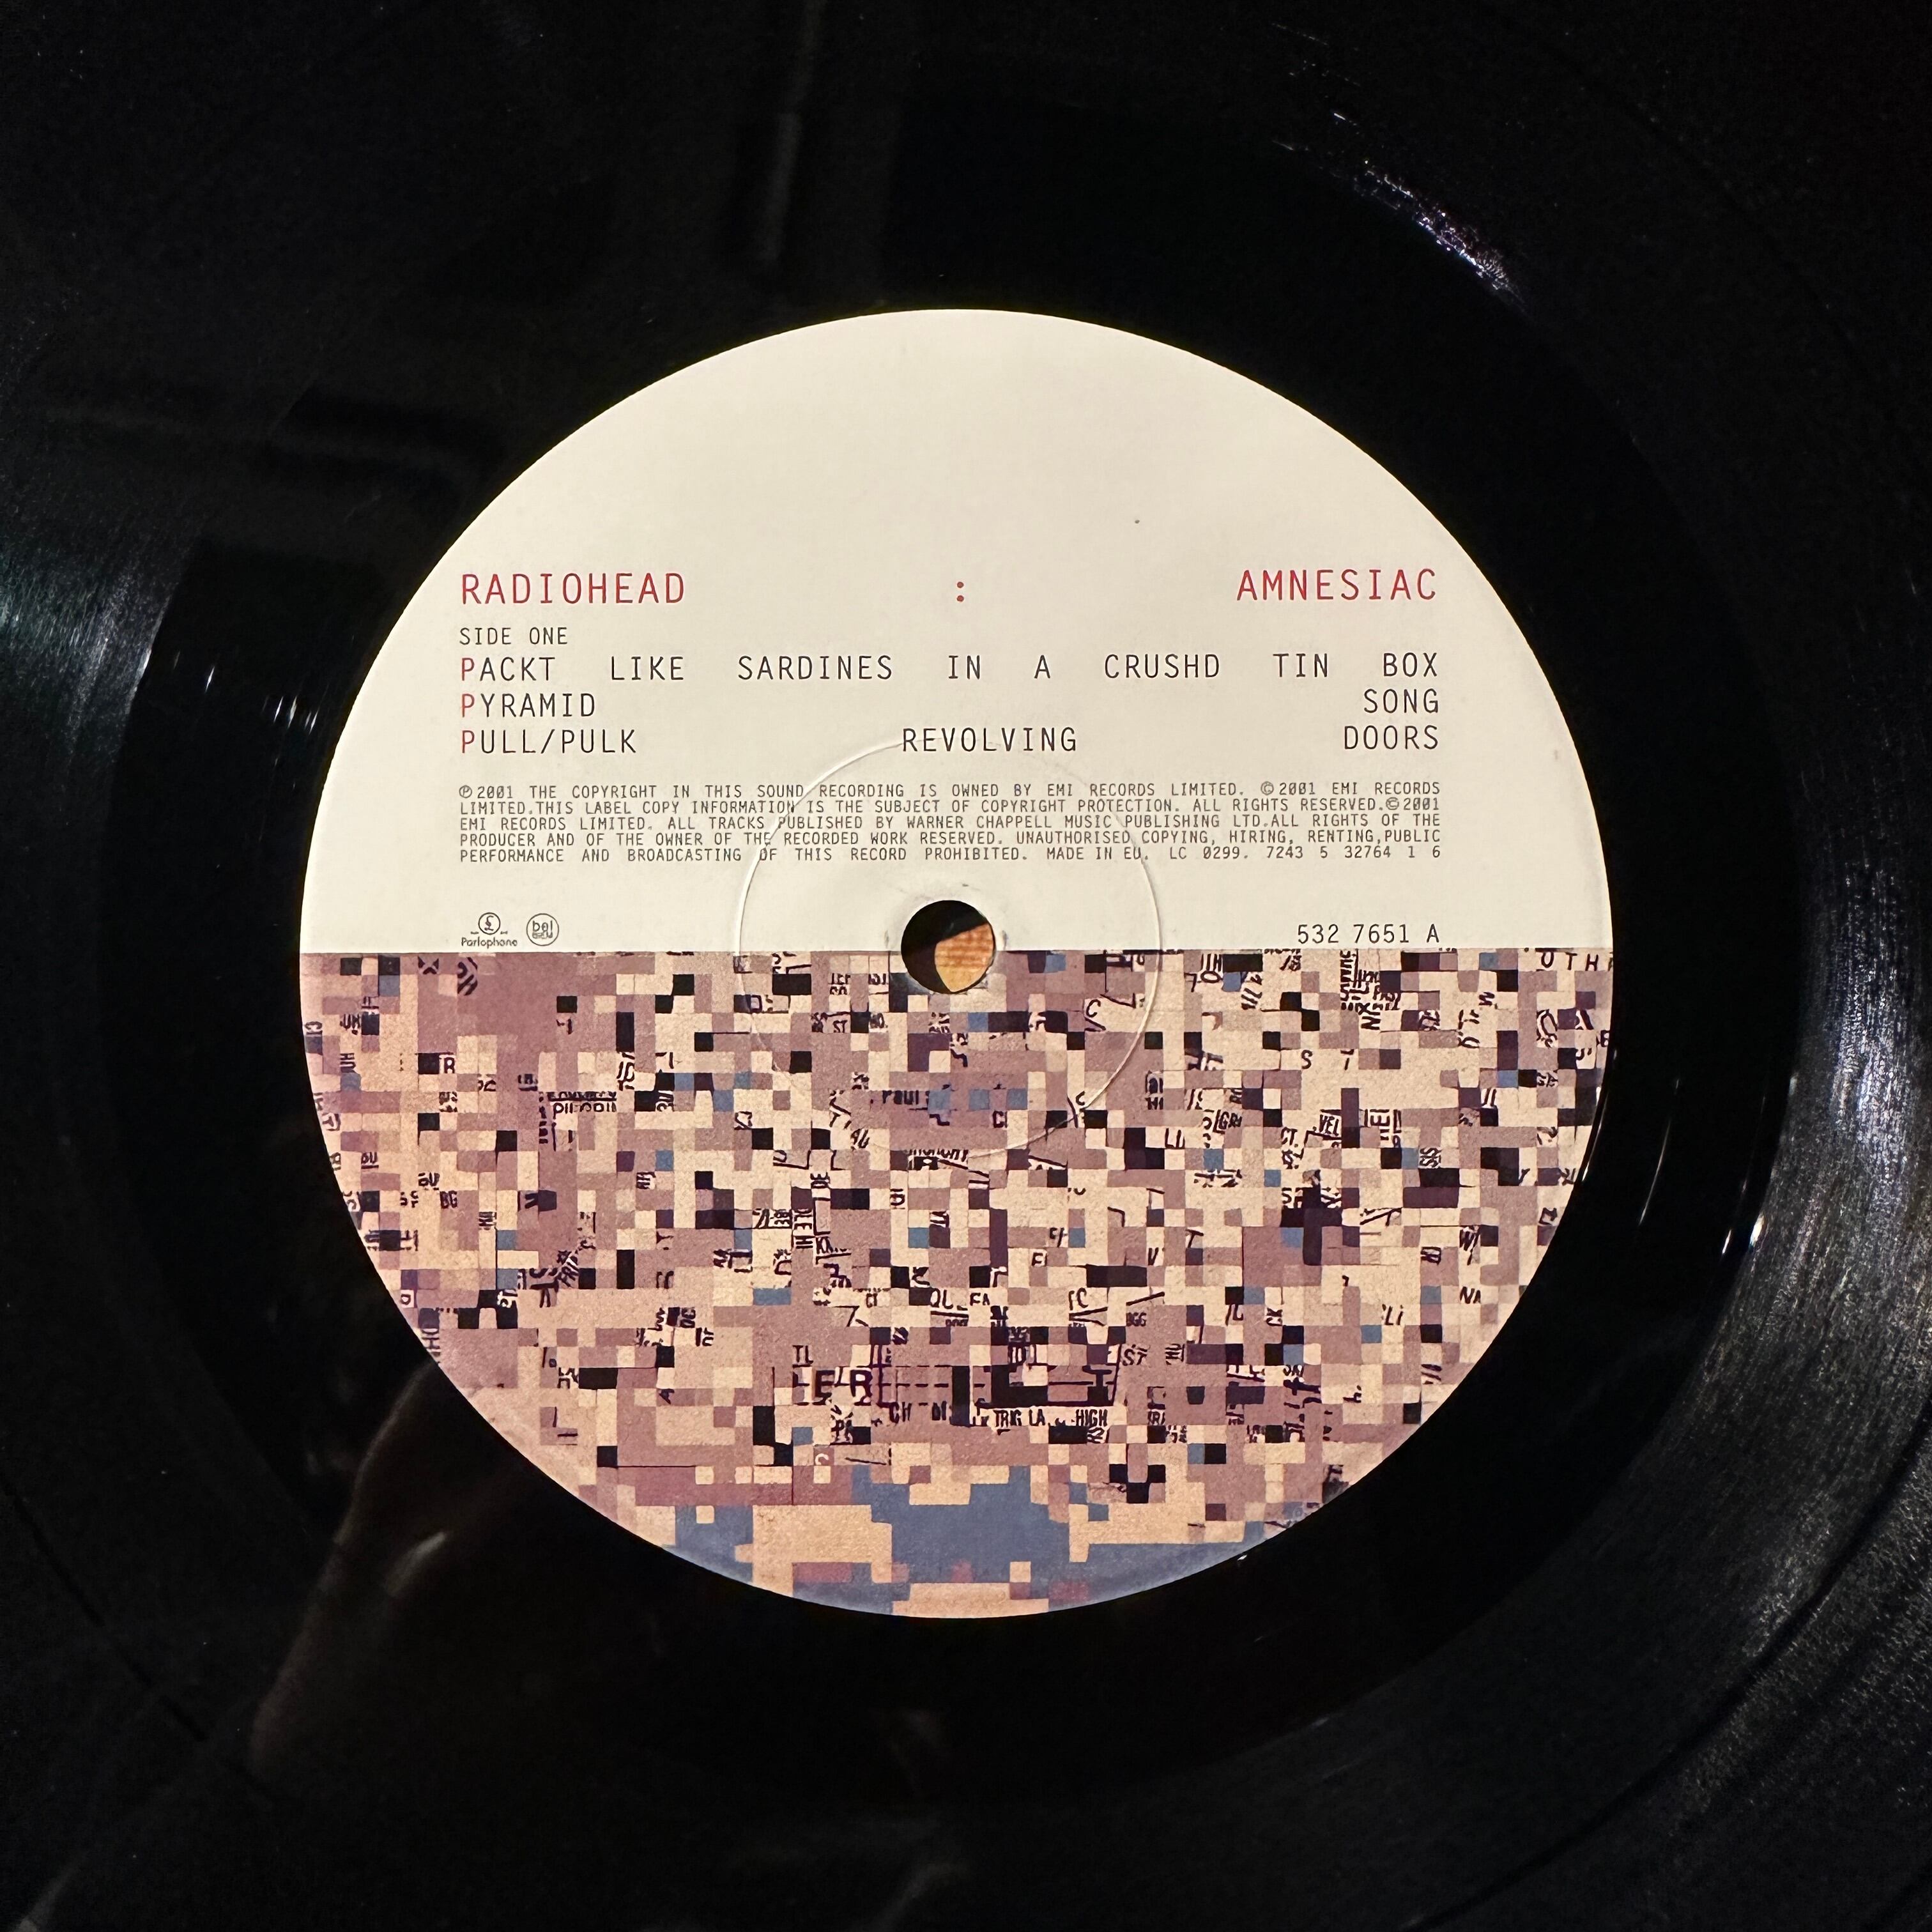 RADIOHEAD : AMNESIAC
SIDE ONE
PACKT LIKE SARDINES IN A CRUSHD TIN BOX
PYRAMID SONG
PULL/PULK REVOLVING DOORS
℗2001 THE COPYRIGHT IN THIS SOUND RECORDING IS OWNED BY EMI RECORDS LIMITED. ©2001 EMI RECORDS
LIMITED.THIS LABEL COPY INFORMATION IS THE SUBJECT OF COPYRIGHT PROTECTION. ALL RIGHTS RESERVED.©2001
EMI RECORDS LIMITED. ALL TRACKS PUBLISHED BY WARNER CHAPPELL MUSIC PUBLISHING LTD.ALL RIGHTS OF THE
PRODUCER AND OF THE OWNER OF THE RECORDED WORK RESERVED. UNAUTHORISED COPYING, HIRING, RENTING,PUBLIC
PERFORMANCE AND BROADCASTING OF THIS RECORD PROHIBITED. MADE IN EU. LC 0299. 7243 5 32764 1 6
£
Parlophone
bel
532 7651 A
HIGH